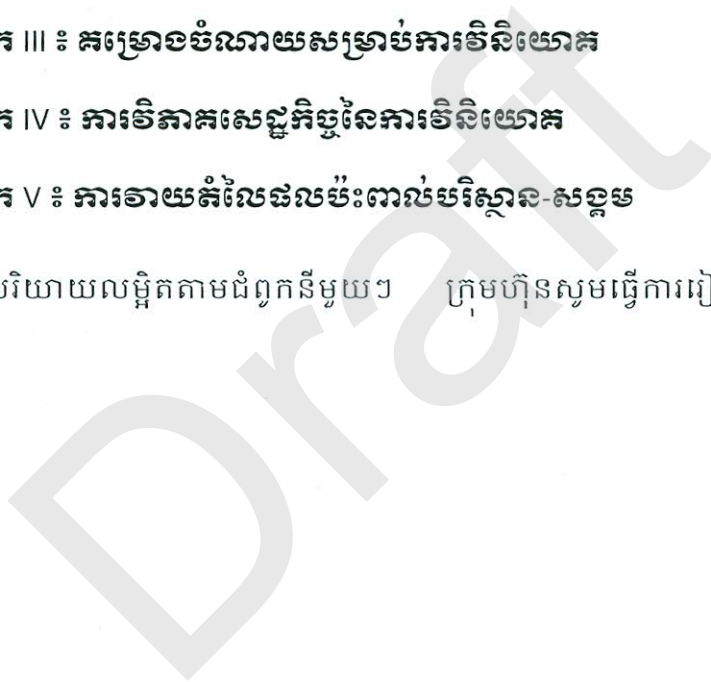 ក III ៖ គម្រោងចំណាយសម្រាប់ការវិនិយោគ
ក IV ៖ ការវិភាគសេដ្ឋកិច្ចនៃការវិនិយោគ
ក V ៖ ការវាយតំលៃផលប៉ះពាល់បរិស្ថាន-សង្គម
បរិយាយលម្អិតតាមជំពូកនីមួយៗ ក្រុមហ៊ុនសូមធ្វើការរៀ
Draft